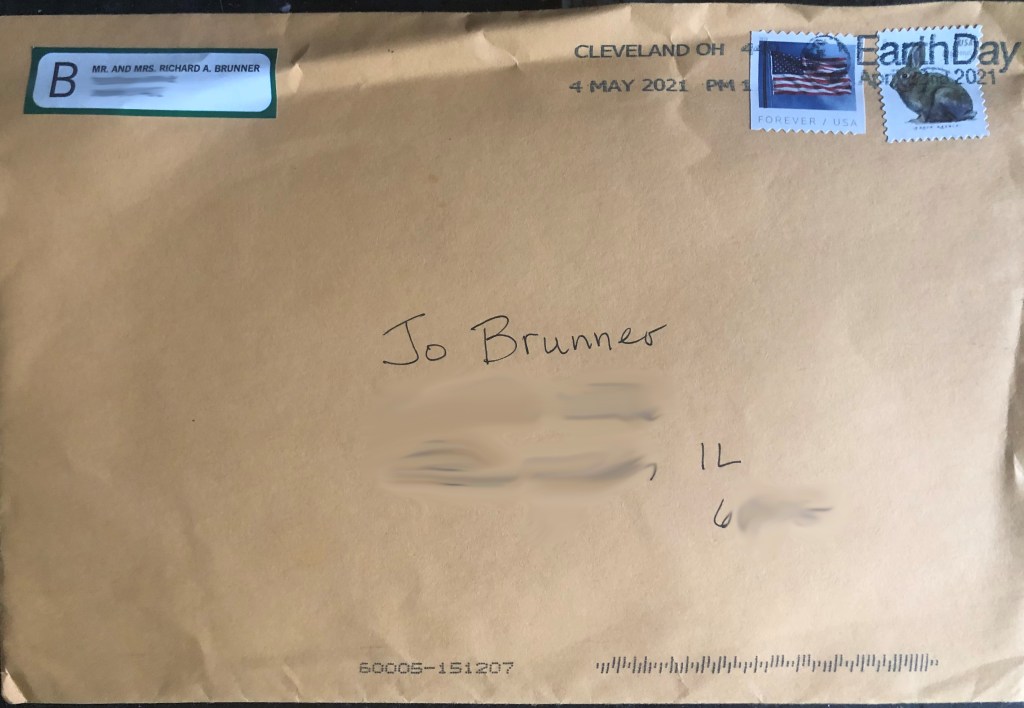 B
MR. AND MRS. RICHARD A. BRUNNER
CLEVELAND OH
4 MAY 2021 PM 1
EarthDay
2021
FOREVER / USA
Jo Brunner
, IL
6
60005-151207